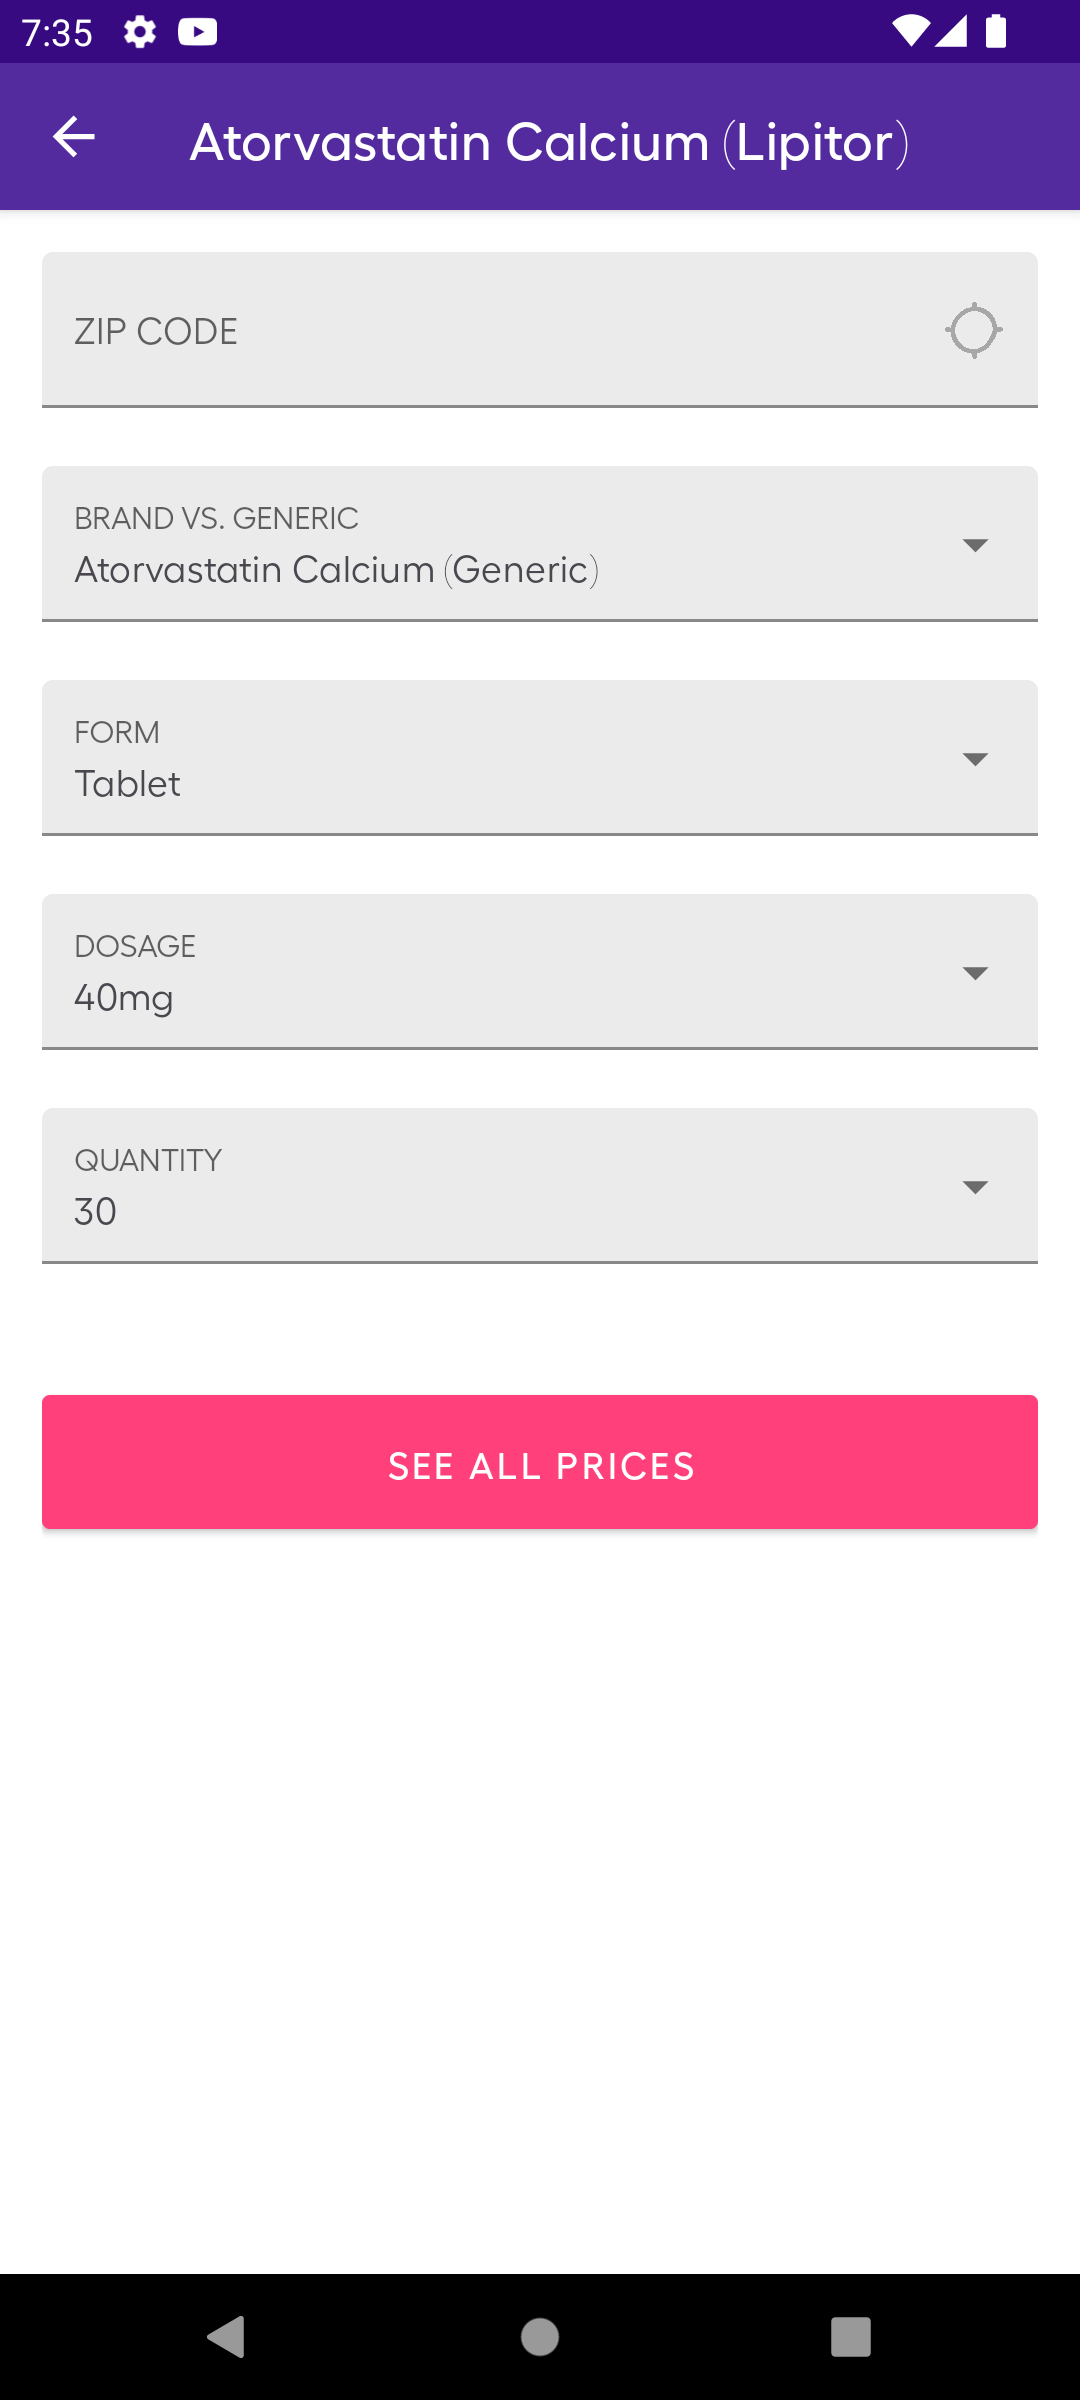 7:35
Atorvastatin Calcium (Lipitor)
ZIP CODE
BRAND VS. GENERIC
Atorvastatin Calcium (Generic)
FORM
Tablet
DOSAGE
40mg
QUANTITY
30
SEE ALL PRICES